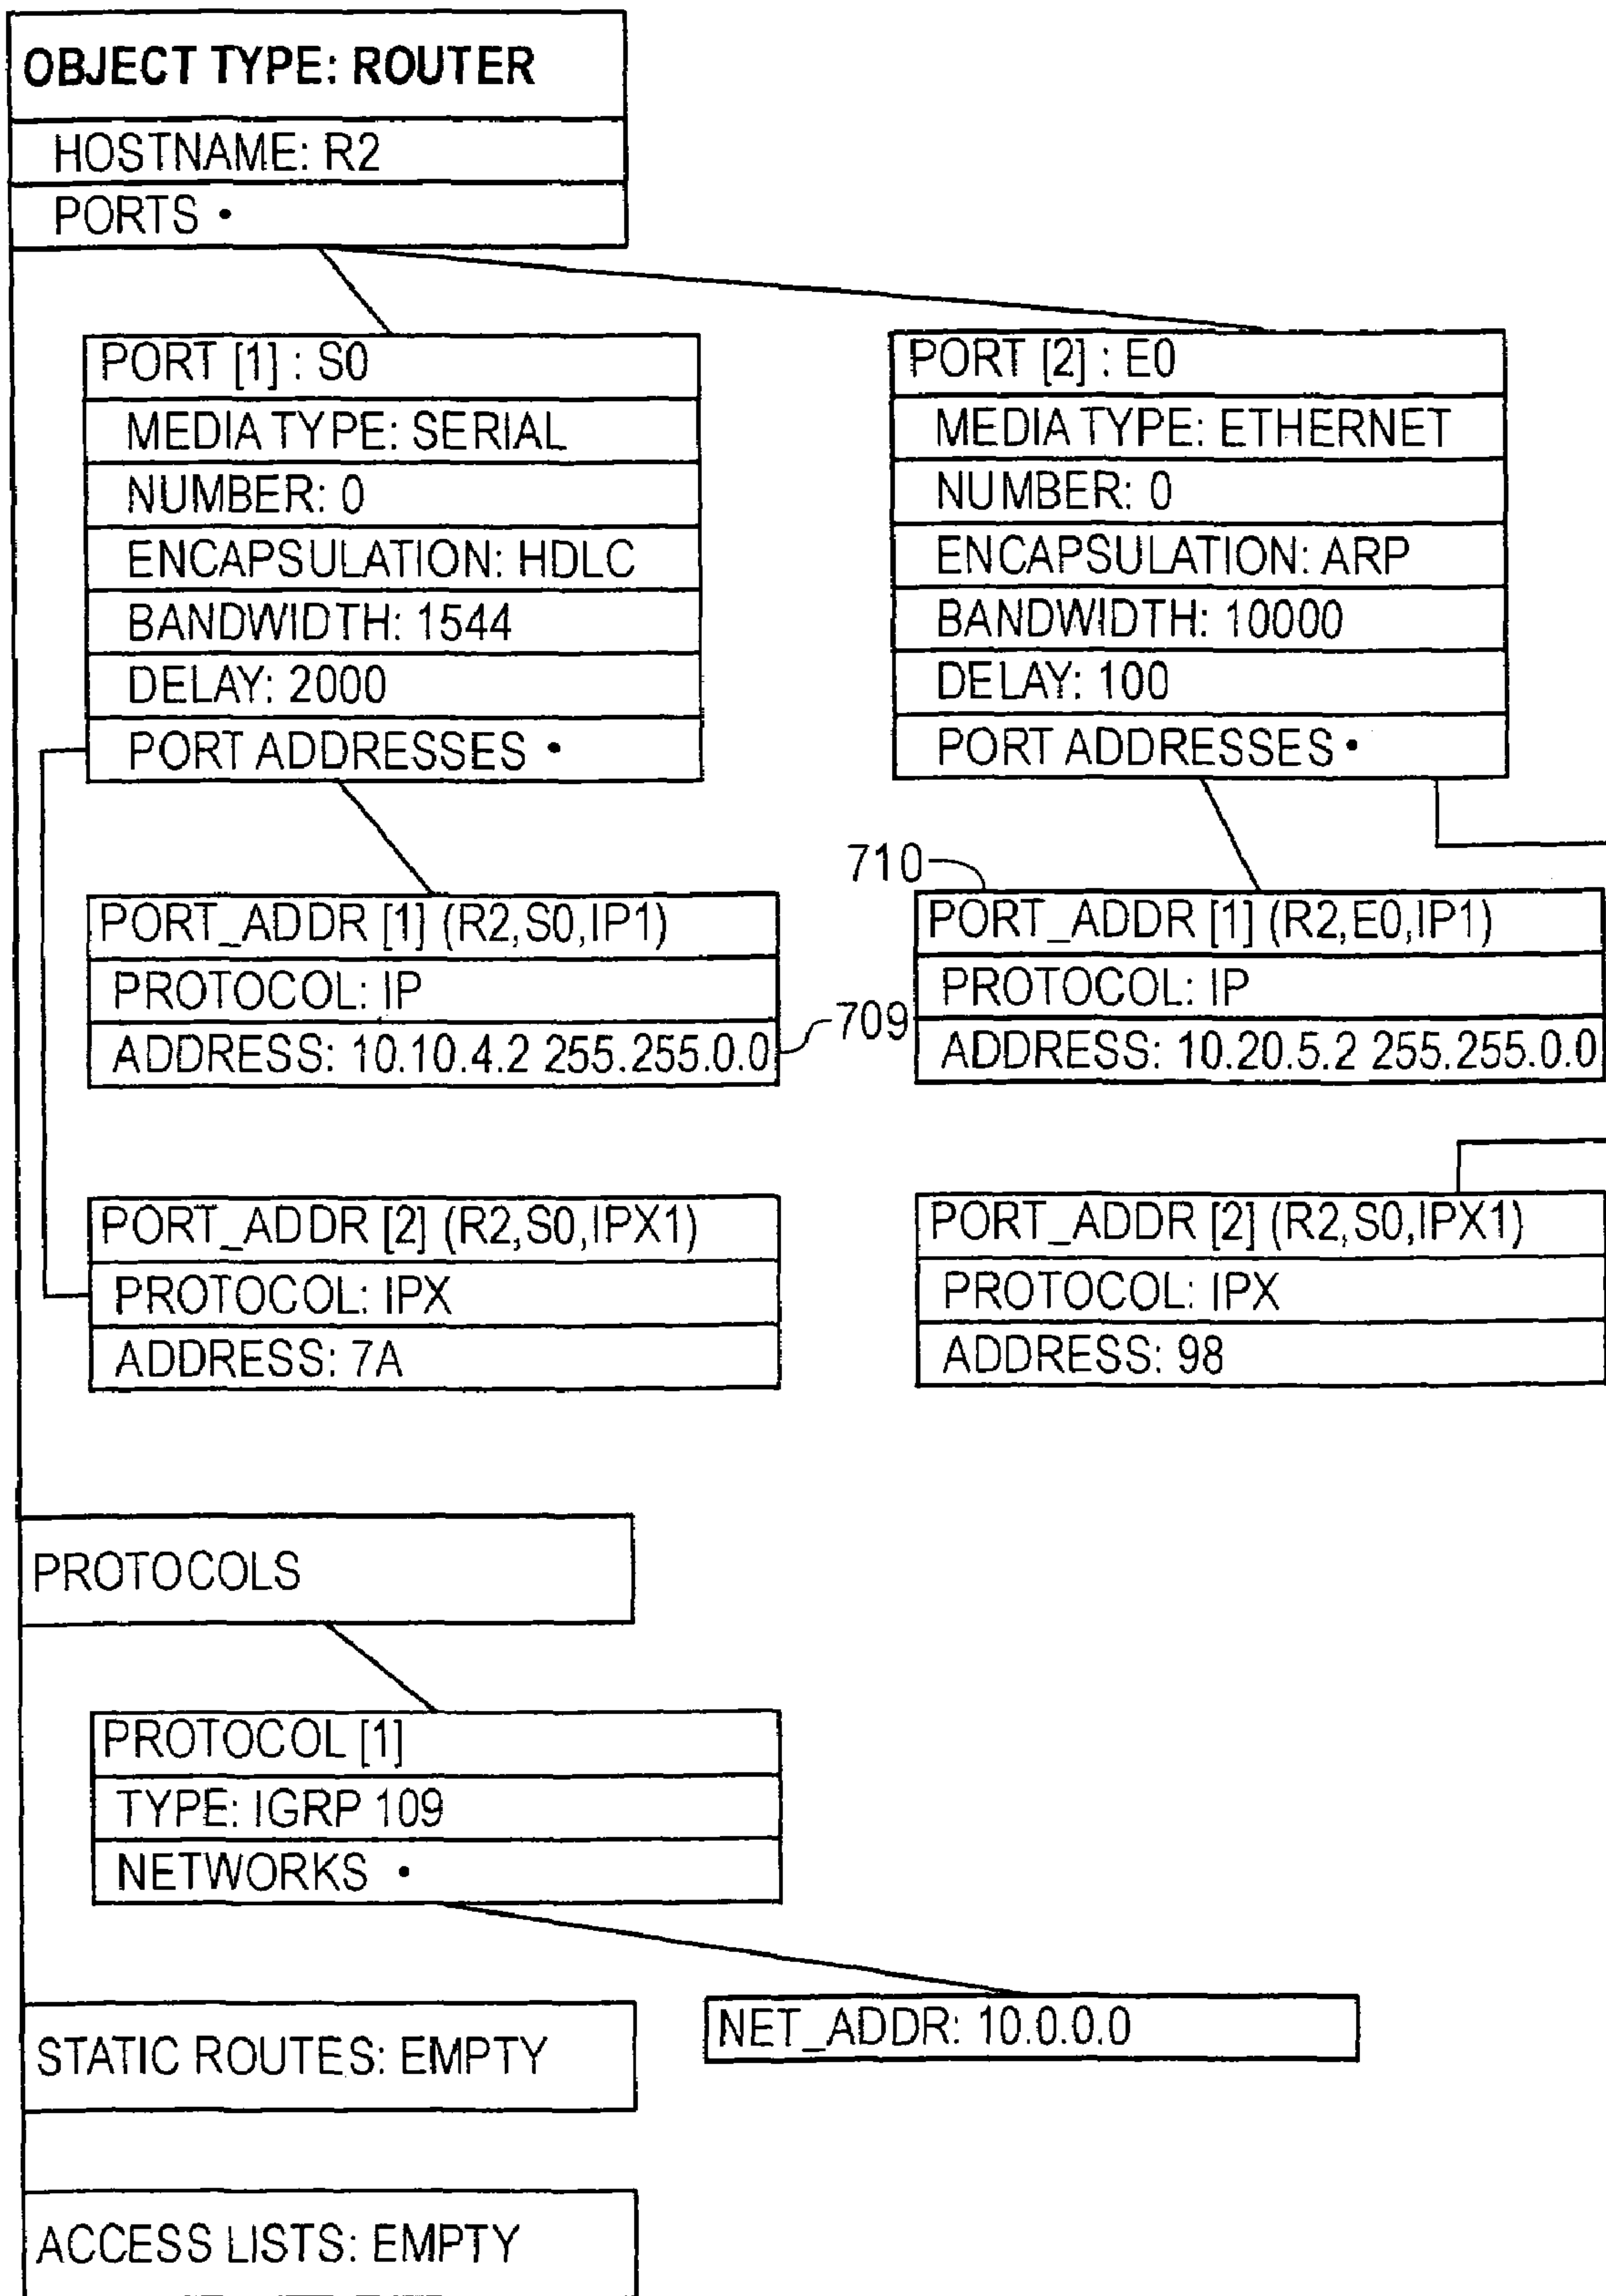 OBJECT TYPE: ROUTER
HOSTNAME: R2
PORTS •
PORT [1] : S0
MEDIA TYPE: SERIAL
NUMBER: 0
ENCAPSULATION: HDLC
BANDWIDTH: 1544
DELAY: 2000
PORT ADDRESSES •
PORT [2] : E0
MEDIA TYPE: ETHERNET
NUMBER: 0
ENCAPSULATION: ARP
BANDWIDTH: 10000
DELAY: 100
PORT ADDRESSES •
PORT_ADDR [1] (R2,S0,IP1)
PROTOCOL: IP
ADDRESS: 10.10.4.2 255.255.0.0
709
710
PORT_ADDR [1] (R2,E0,IP1)
PROTOCOL: IP
ADDRESS: 10.20.5.2 255.255.0.0
PORT_ADDR [2] (R2,S0,IPX1)
PROTOCOL: IPX
ADDRESS: 7A
PORT_ADDR [2] (R2,S0,IPX1)
PROTOCOL: IPX
ADDRESS: 98
PROTOCOLS
PROTOCOL [1]
TYPE: IGRP 109
NETWORKS •
NET_ADDR: 10.0.0.0
STATIC ROUTES: EMPTY
ACCESS LISTS: EMPTY